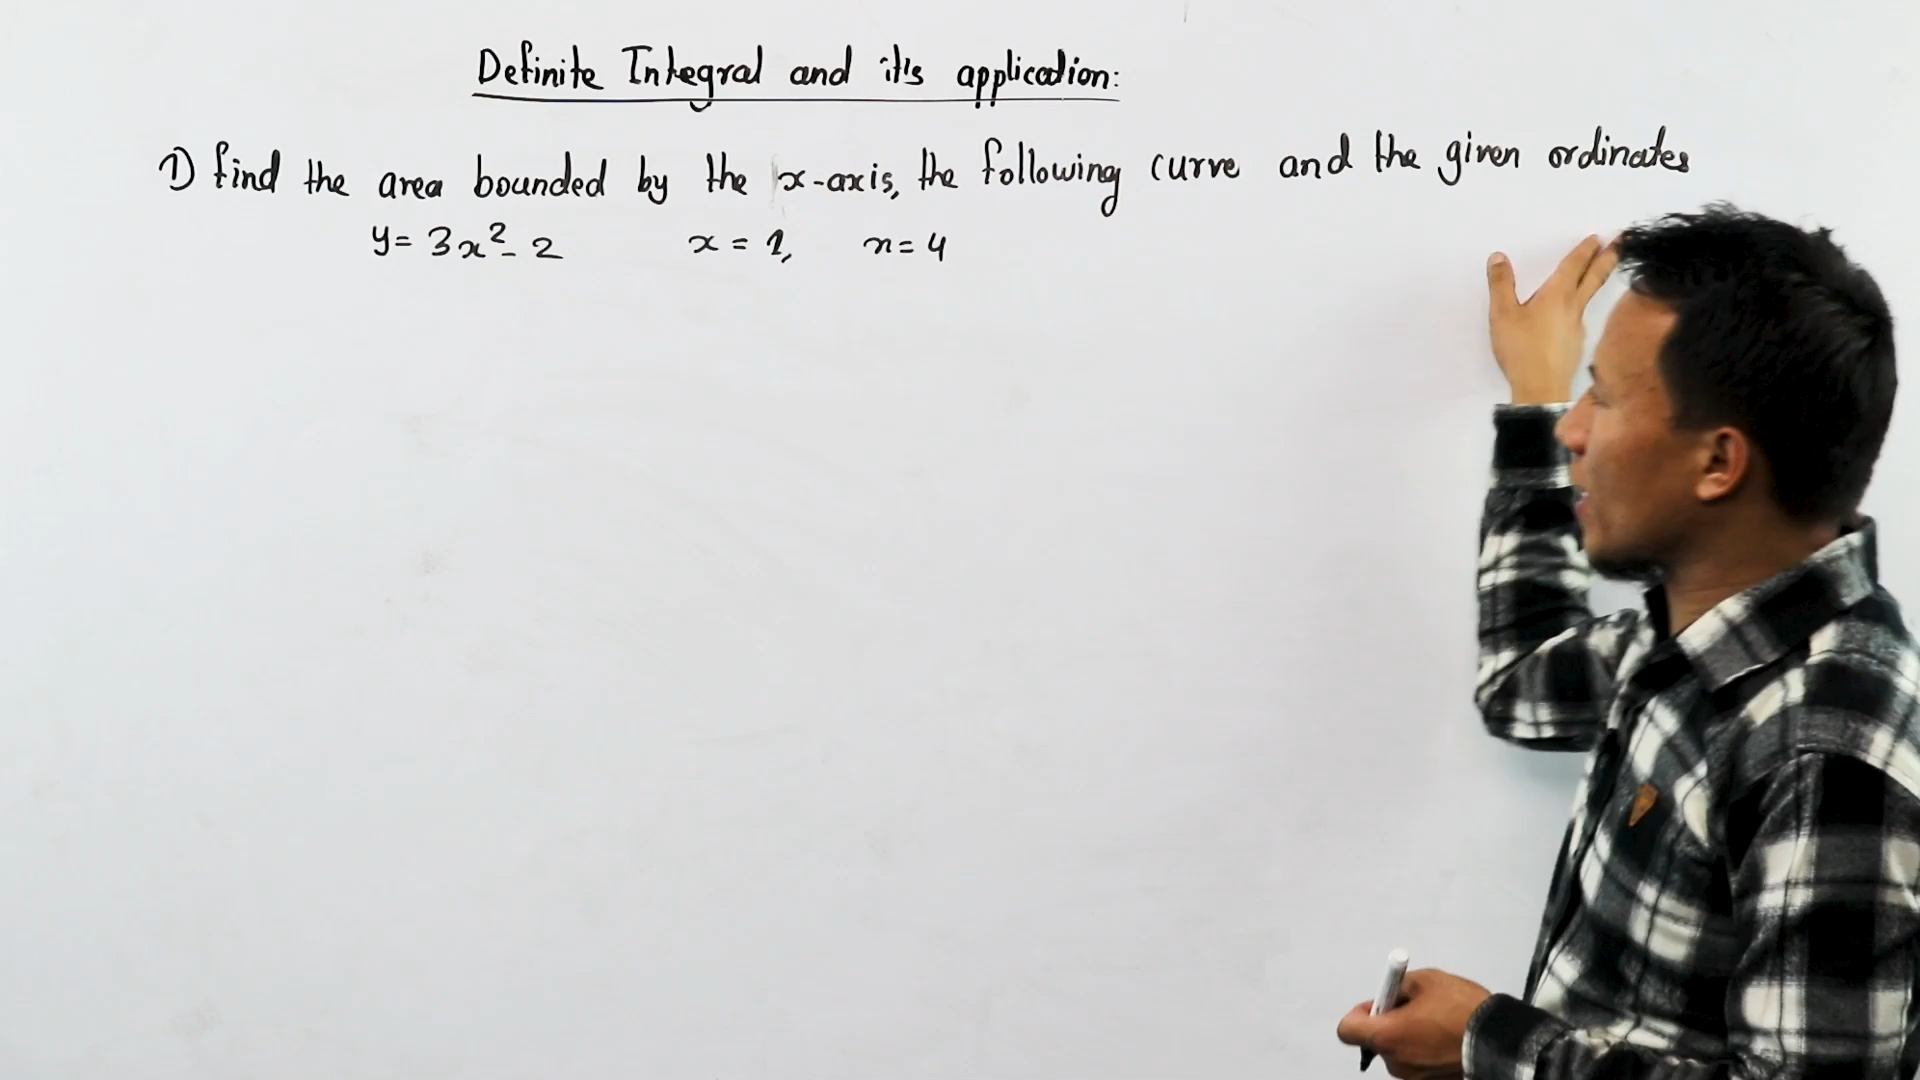 Definite Integral and it's application:
1) find the area bounded by the x-axis, the following curve and the given ordinates
y= 3x²- 2 x = 1, x= 4